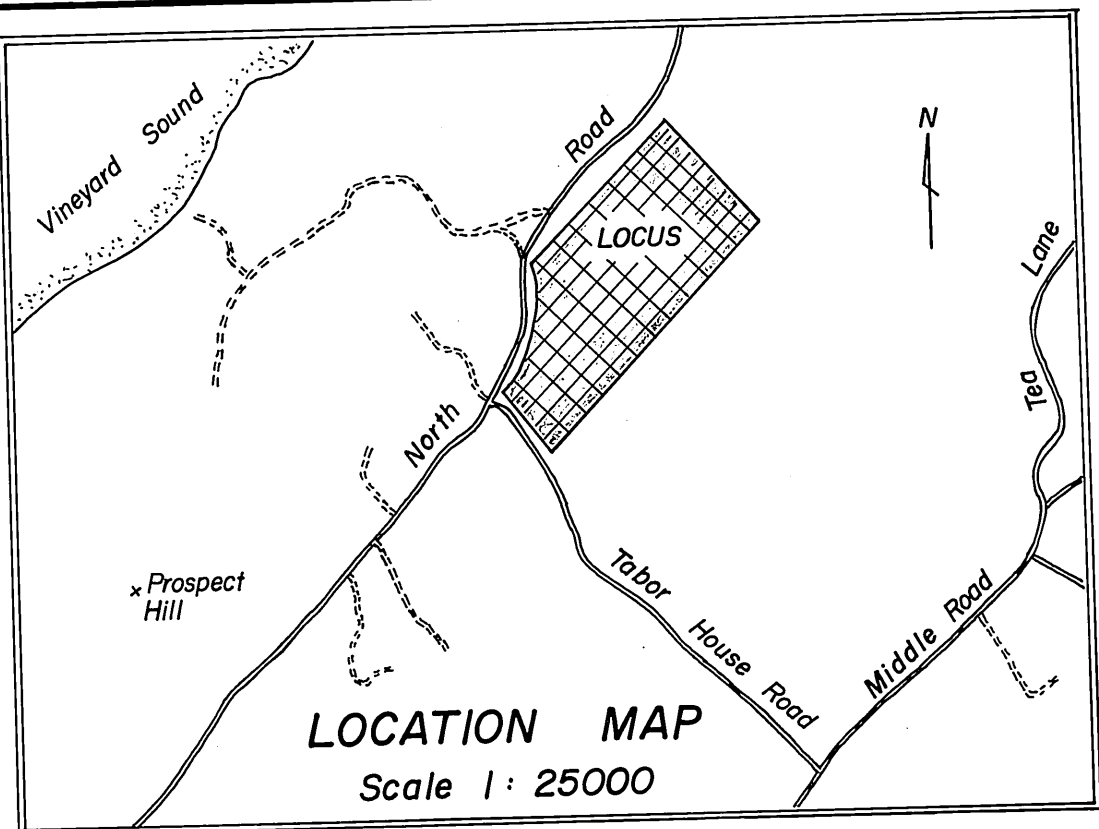 Vineyard Sound
Road
N
LOCUS
Lane
Tea
North
× Prospect
Hill
Tabor House Road
Middle Road
LOCATION MAP
Scale 1 : 25000